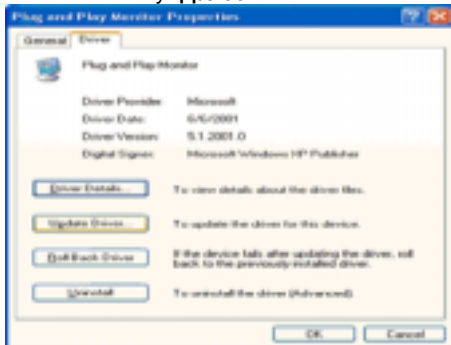 Plug and Play Monitor Properties
General Driver
Plug and Play Monitor
Driver Provider: Microsoft
Driver Date: 6/6/2001
Driver Version: 5.1.2001.0
Digital Signer: Microsoft Windows XP Publisher
Driver Details... To view details about the driver files.
Update Driver... To update the driver for this device.
Roll Back Driver If the device fails after updating the driver, roll
back to the previously installed driver.
Uninstall To uninstall the driver (Advanced).
OK Cancel